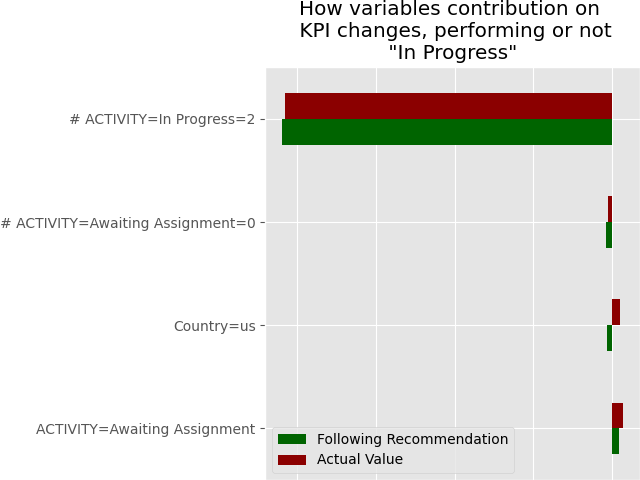 How variables contribution on
KPI changes, performing or not
"In Progress"
# ACTIVITY=In Progress=2
# ACTIVITY=Awaiting Assignment=0
Country=us
ACTIVITY=Awaiting Assignment
Following Recommendation
Actual Value